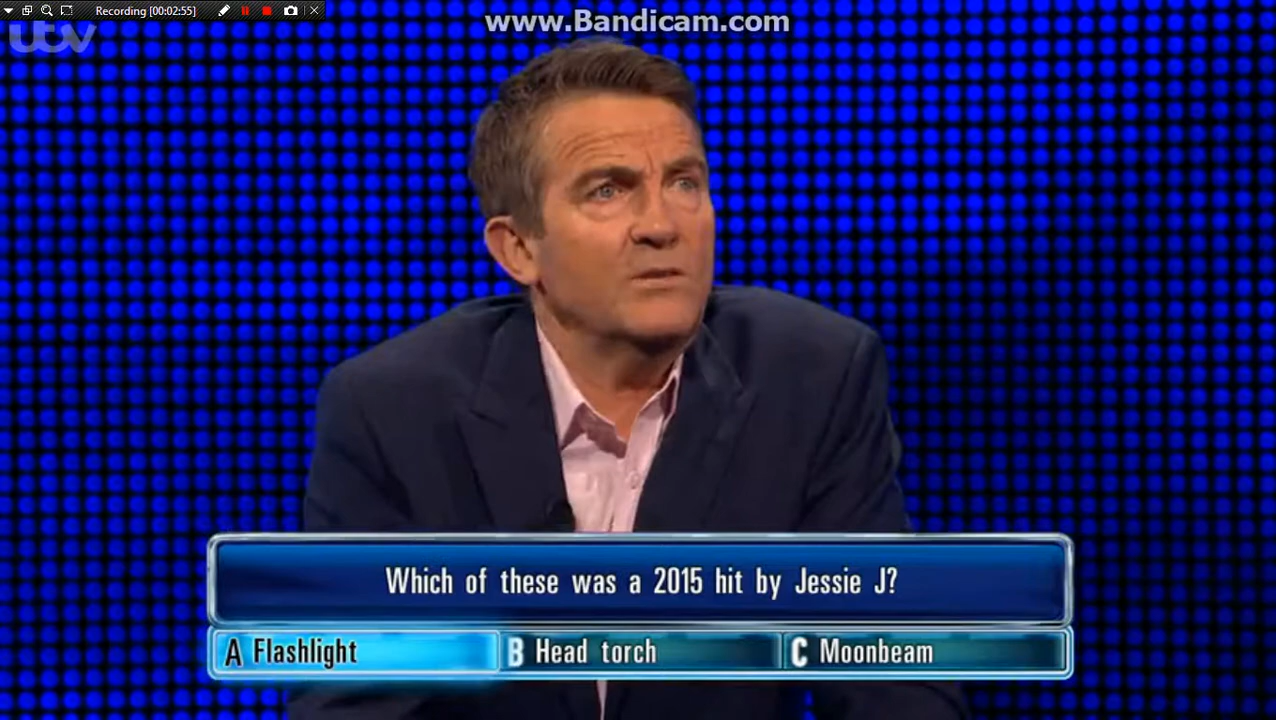 Recording [00:02:55]
www.Bandicam.com
itv
Which of these was a 2015 hit by Jessie J?
A Flashlight
B Head torch
C Moonbeam